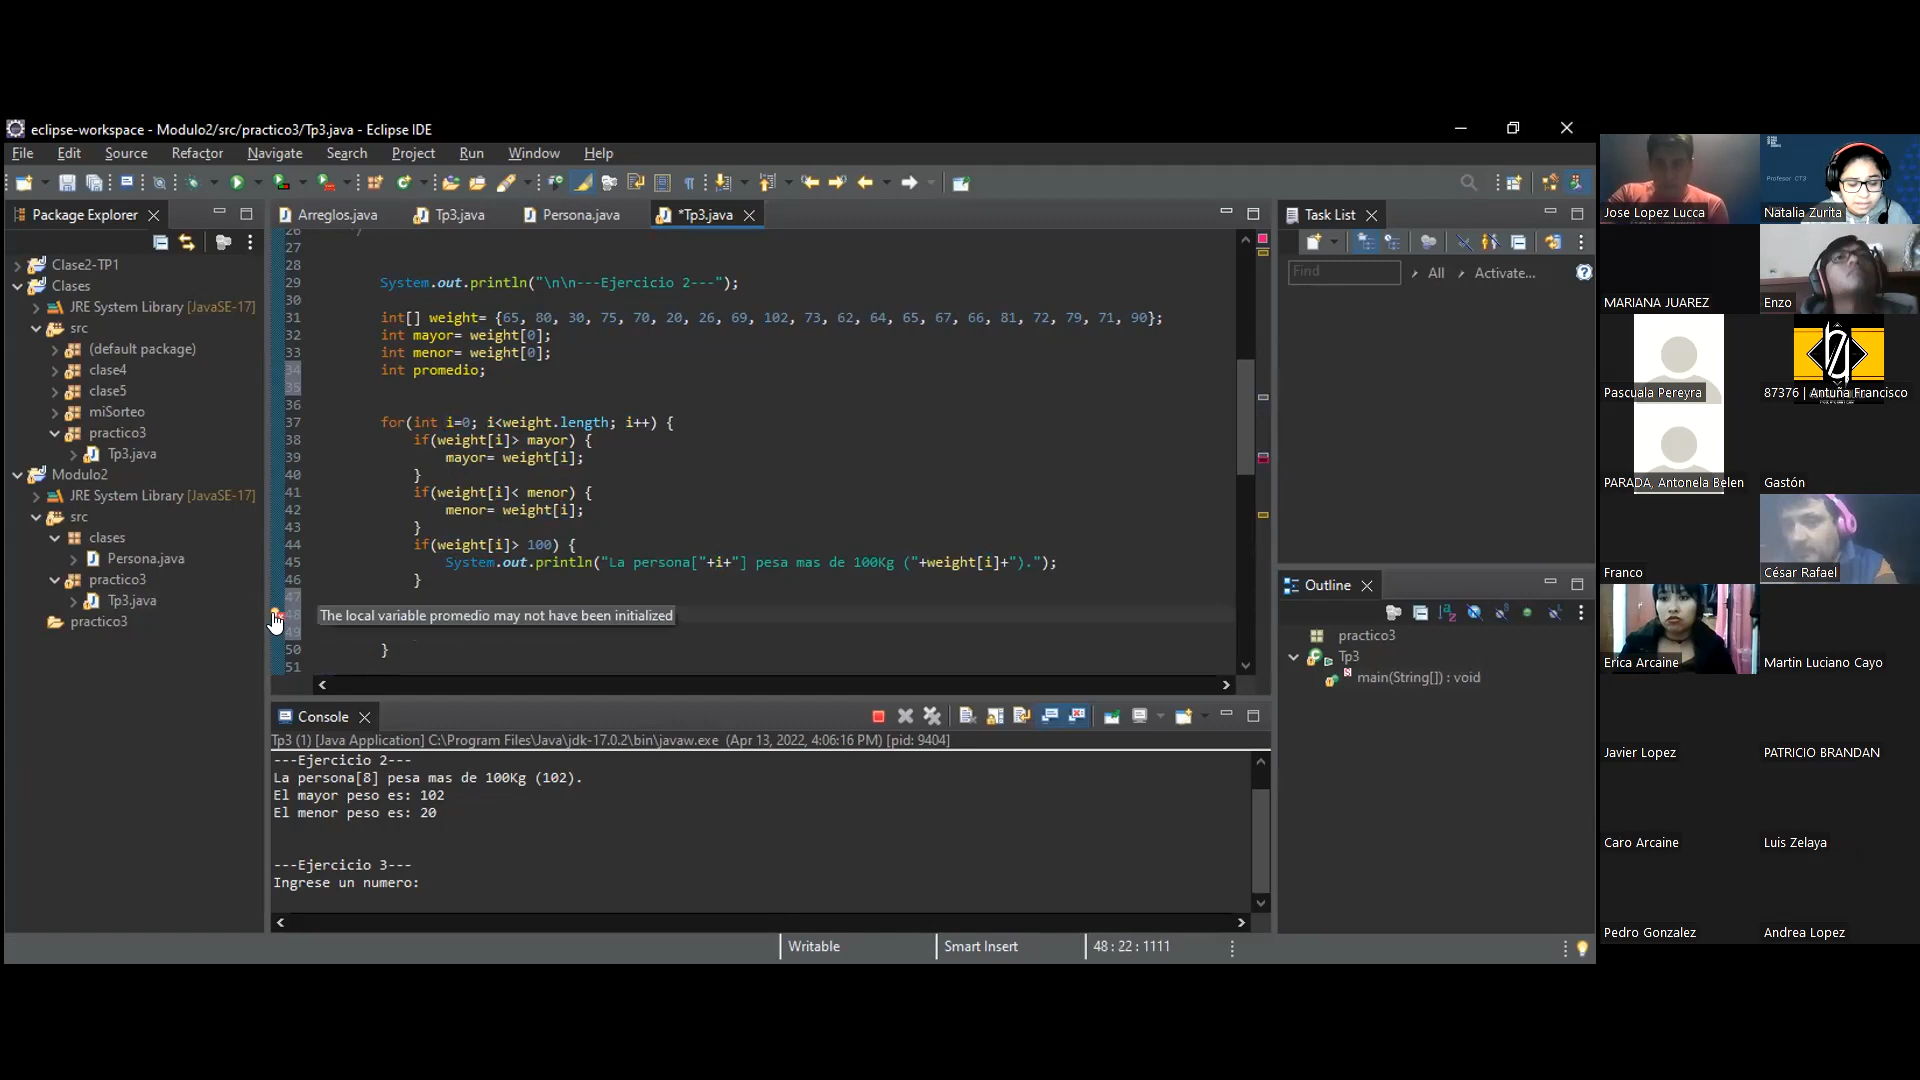 eclipse-workspace - Modulo2/src/practico3/Tp3.java - Eclipse IDE
File Edit Source Refactor Navigate Search Project Run Window Help
Package Explorer
Clase2-TP1
Clases
JRE System Library [JavaSE-17]
src
(default package)
clase4
clase5
miSorteo
practico3
Tp3.java
Modulo2
JRE System Library [JavaSE-17]
src
clases
Persona.java
practico3
Tp3.java
practico3
Arreglos.java Tp3.java Persona.java *Tp3.java
26 */
27
28
29 System.out.println("\n\n---Ejercicio 2---");
30
31 int[] weight= {65, 80, 30, 75, 70, 20, 26, 69, 102, 73, 62, 64, 65, 67, 66, 81, 72, 79, 71, 90};
32 int mayor= weight[0];
33 int menor= weight[0];
34 int promedio;
35
36
37 for(int i=0; i<weight.length; i++) {
38 if(weight[i]> mayor) {
39 mayor= weight[i];
40 }
41 if(weight[i]< menor) {
42 menor= weight[i];
43 }
44 if(weight[i]> 100) {
45 System.out.println("La persona["+i+"] pesa mas de 100Kg ("+weight[i]+").");
46 }
47
48 The local variable promedio may not have been initialized
49
50 }
51
Console
Tp3 (1) [Java Application] C:\Program Files\Java\jdk-17.0.2\bin\javaw.exe (Apr 13, 2022, 4:06:16 PM) [pid: 9404]
---Ejercicio 2---
La persona[8] pesa mas de 100Kg (102).
El mayor peso es: 102
El menor peso es: 20
---Ejercicio 3---
Ingrese un numero:
Writable Smart Insert 48 : 22 : 1111
Task List
Find All Activate...
Outline
practico3
Tp3
main(String[]) : void
Jose Lopez Lucca
Profesor CT3
Natalia Zurita
MARIANA JUAREZ
Enzo
Pascuala Pereyra
87376 | Antuña Francisco
PARADA, Antonela Belen
Gastón
Franco
César Rafael
Erica Arcaine
Martin Luciano Cayo
Javier Lopez
PATRICIO BRANDAN
Caro Arcaine
Luis Zelaya
Pedro Gonzalez
Andrea Lopez